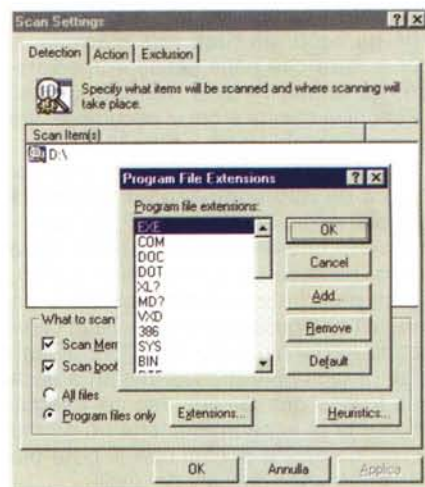 Scan Settings
Detection Action Exclusion
Specify what items will be scanned and where scanning will
take place.
Scan Item(s)
D:\
Program File Extensions
Program file extensions:
EXE
COM
DOC
DOT
XL?
MD?
VXD
386
SYS
BIN
OK
Cancel
Add...
Remove
Default
What to scan
Scan Mem
Scan boot
All files
Program files only
Extensions...
Heuristics...
OK
Annulla
Applica